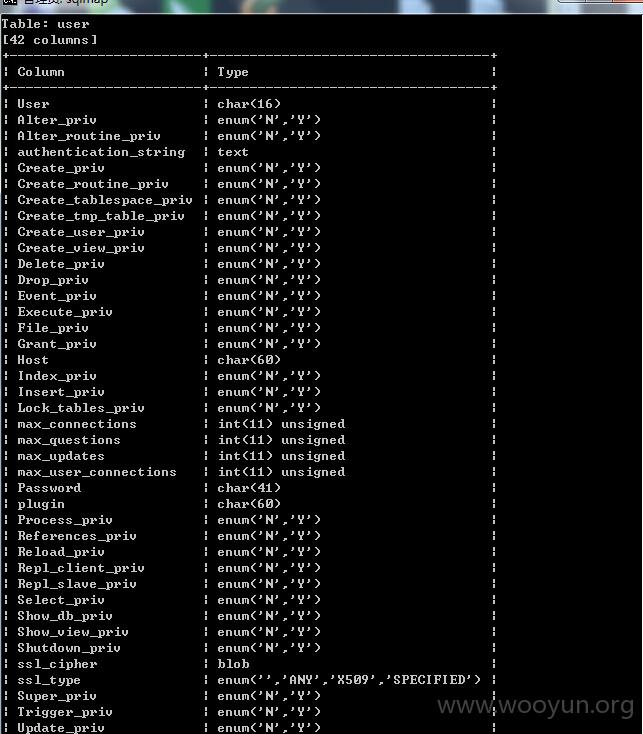 管理员: sqlmap
Table: user
[42 columns]
+------------------------+-----------------------------------+
| Column | Type |
+------------------------+-----------------------------------+
| User | char(16) |
| Alter_priv | enum('N','Y') |
| Alter_routine_priv | enum('N','Y') |
| authentication_string | text |
| Create_priv | enum('N','Y') |
| Create_routine_priv | enum('N','Y') |
| Create_tablespace_priv | enum('N','Y') |
| Create_tmp_table_priv | enum('N','Y') |
| Create_user_priv | enum('N','Y') |
| Create_view_priv | enum('N','Y') |
| Delete_priv | enum('N','Y') |
| Drop_priv | enum('N','Y') |
| Event_priv | enum('N','Y') |
| Execute_priv | enum('N','Y') |
| File_priv | enum('N','Y') |
| Grant_priv | enum('N','Y') |
| Host | char(60) |
| Index_priv | enum('N','Y') |
| Insert_priv | enum('N','Y') |
| Lock_tables_priv | enum('N','Y') |
| max_connections | int(11) unsigned |
| max_questions | int(11) unsigned |
| max_updates | int(11) unsigned |
| max_user_connections | int(11) unsigned |
| Password | char(41) |
| plugin | char(60) |
| Process_priv | enum('N','Y') |
| References_priv | enum('N','Y') |
| Reload_priv | enum('N','Y') |
| Repl_client_priv | enum('N','Y') |
| Repl_slave_priv | enum('N','Y') |
| Select_priv | enum('N','Y') |
| Show_db_priv | enum('N','Y') |
| Show_view_priv | enum('N','Y') |
| Shutdown_priv | enum('N','Y') |
| ssl_cipher | blob |
| ssl_type | enum('','ANY','X509','SPECIFIED') |
| Super_priv | enum('N','Y') |
| Trigger_priv | enum('N','Y') |
| Update_priv | enum('N','Y') |
www.wooyun.org